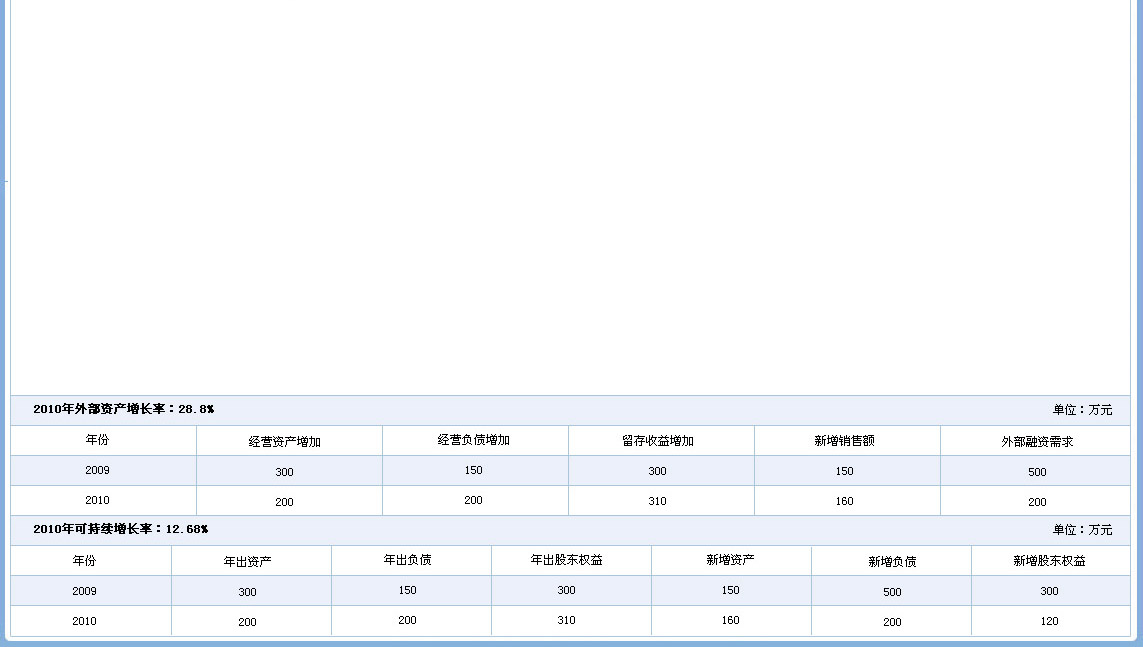 2010年外部资产增长率：28.8% 单位：万元
年份 经营资产增加 经营负债增加 留存收益增加 新增销售额 外部融资需求
2009 300 150 300 150 500
2010 200 200 310 160 200
2010年可持续增长率：12.68% 单位：万元
年份 年出资产 年出负债 年出股东权益 新增资产 新增负债 新增股东权益
2009 300 150 300 150 500 300
2010 200 200 310 160 200 120